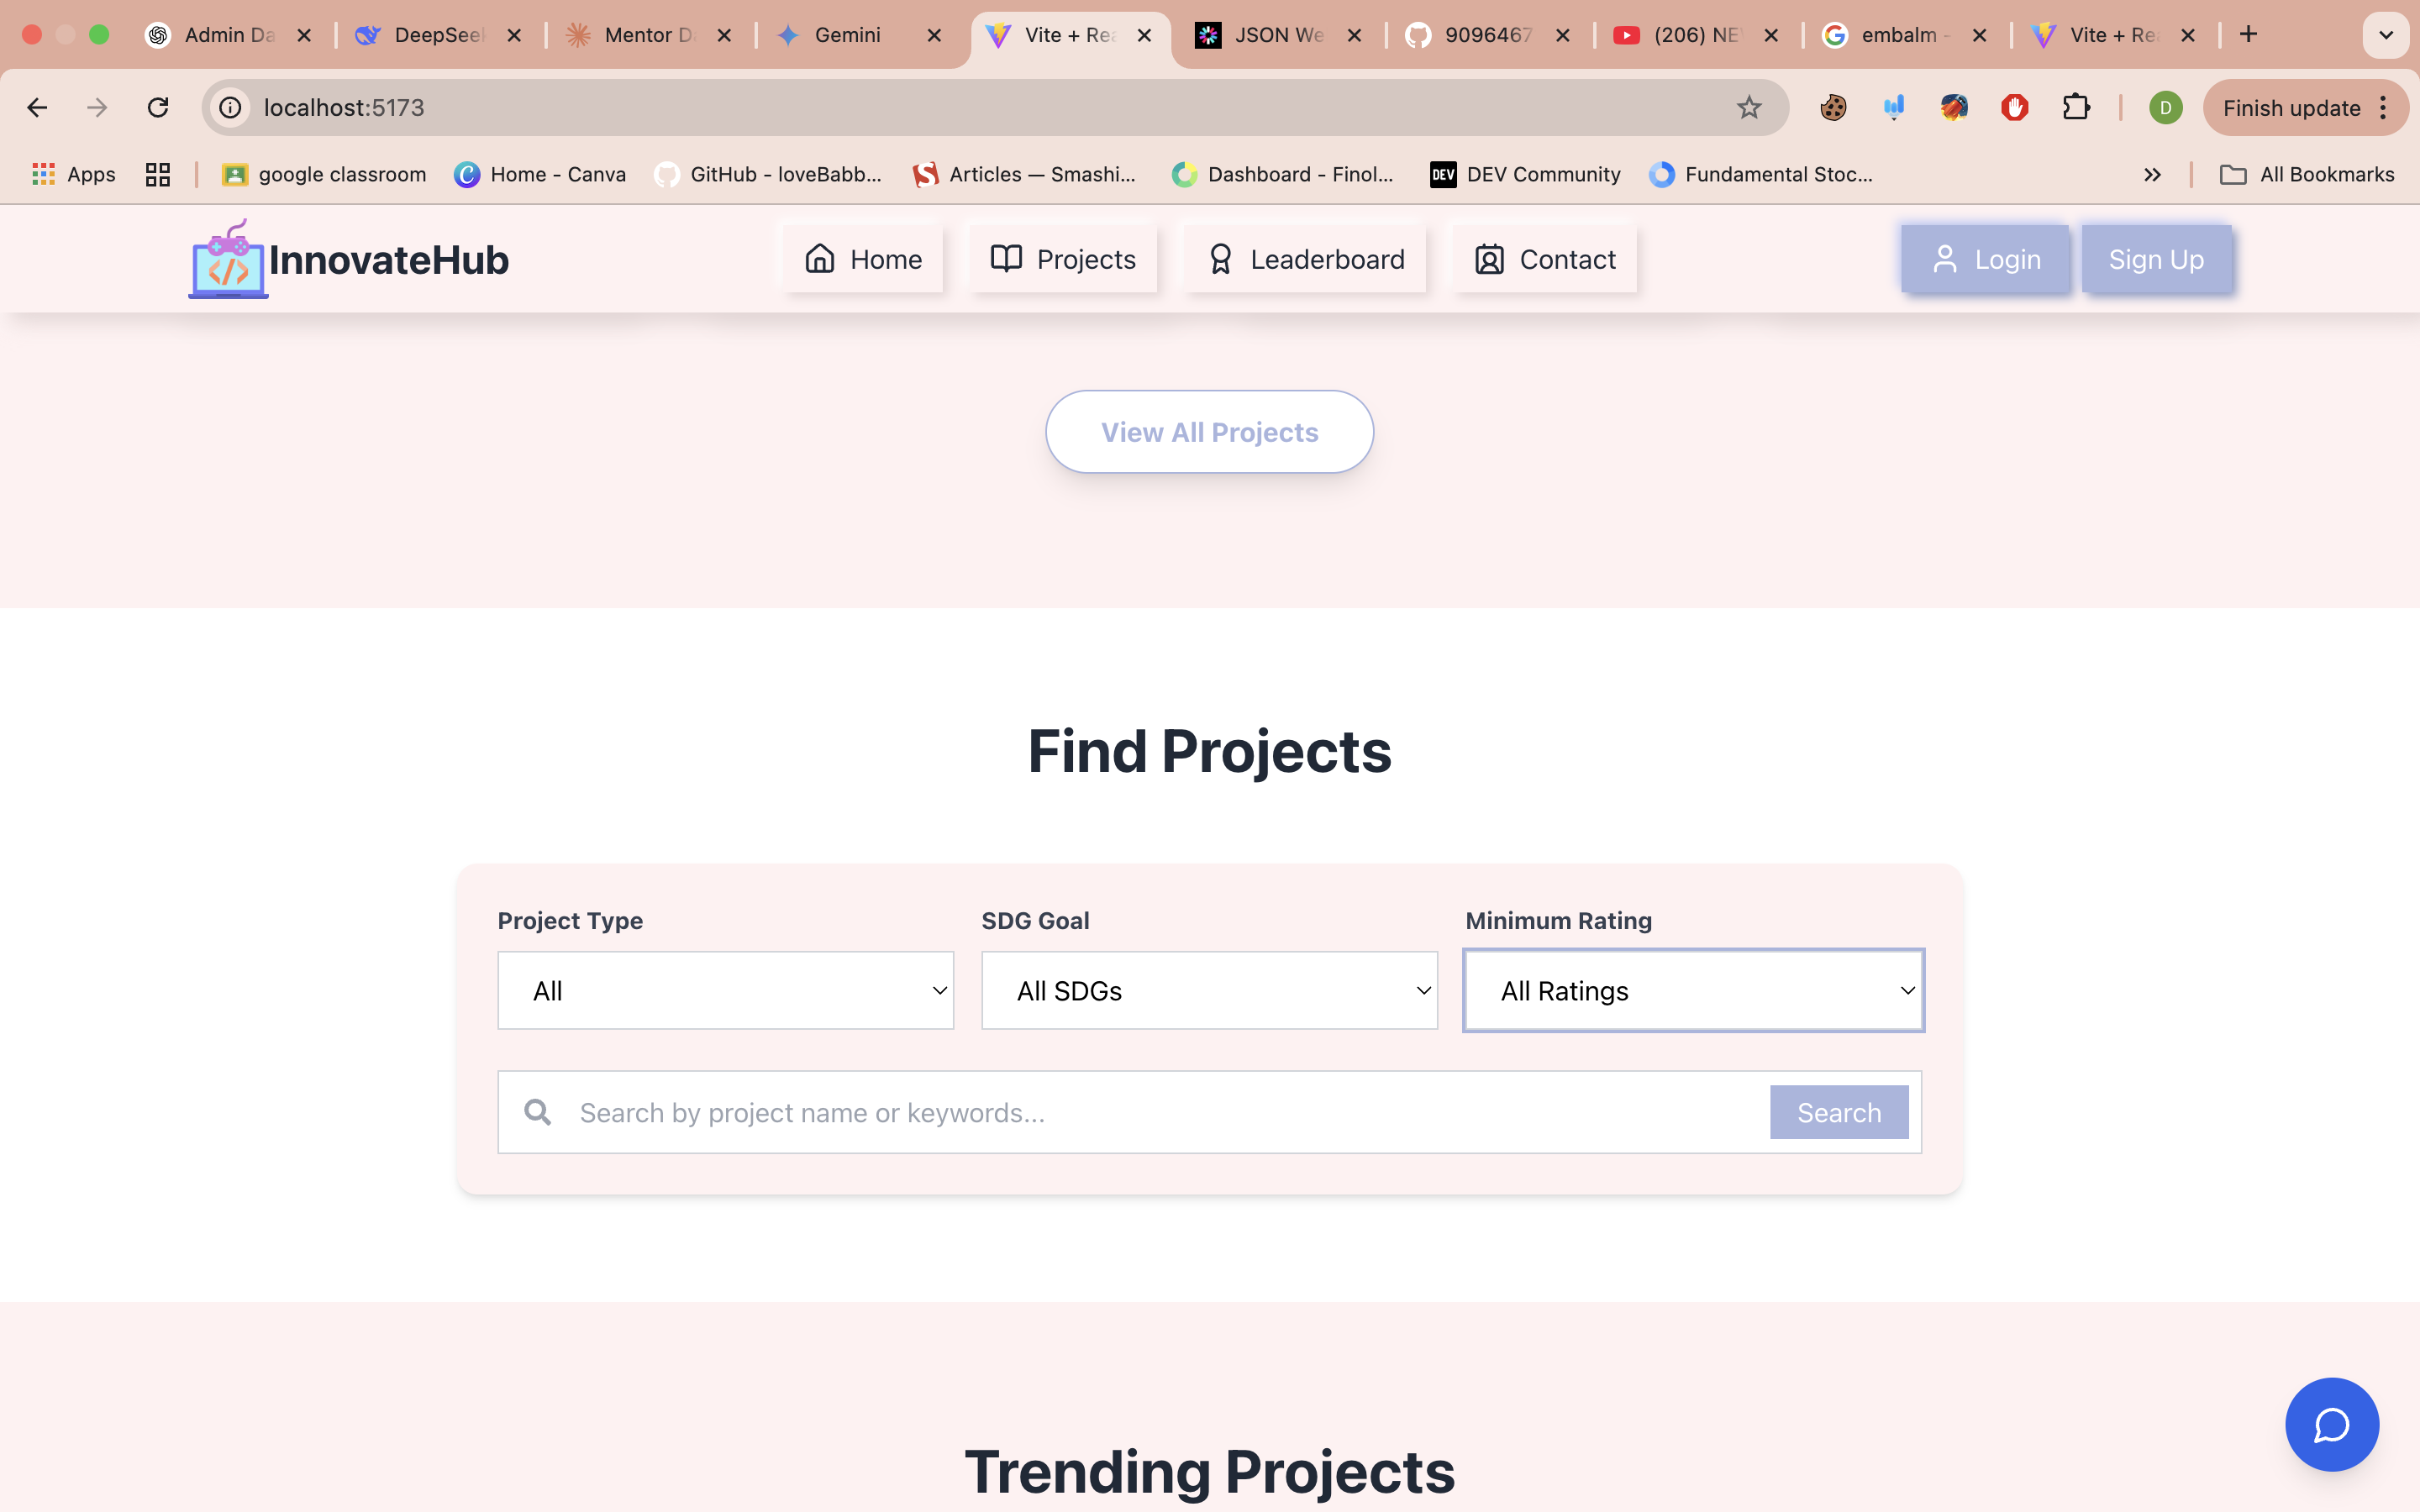 Admin Da
DeepSeek
Mentor D
Gemini
Vite + Rea
JSON We
9096467
(206) NE
embalm -
Vite + Re
localhost:5173
D
Finish update
Apps
google classroom
Home - Canva
GitHub - loveBabb...
Articles — Smashi...
Dashboard - Finol...
DEV
DEV Community
Fundamental Stoc...
All Bookmarks
</> InnovateHub
Home
Projects
Leaderboard
Contact
Login
Sign Up
View All Projects
Find Projects
Project Type
SDG Goal
Minimum Rating
All
All SDGs
All Ratings
Search by project name or keywords...
Search
Trending Projects